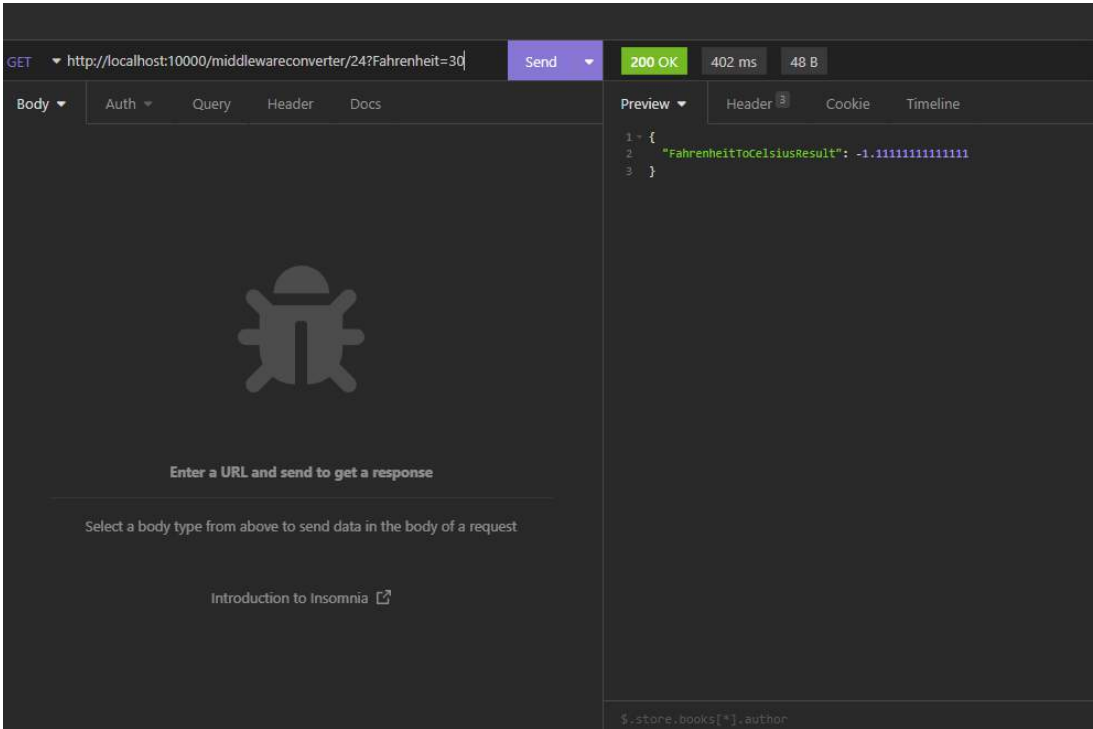 GET http://localhost:10000/middlewareconverter/24?Fahrenheit=30 Send 200 OK 402 ms 48 B
Body Auth Query Header Docs Preview Header 3 Cookie Timeline
1 {
2 "FahrenheitToCelsiusResult": -1.11111111111111
3 }
Enter a URL and send to get a response
Select a body type from above to send data in the body of a request
Introduction to Insomnia
$.store.books[*].author